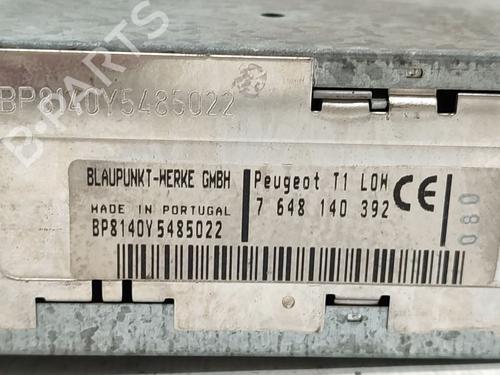 BP8140Y5485022
BLAUPUNKT-WERKE GMBH
Peugeot T1 LOW
CE
MADE IN PORTUGAL
7 648 140 392
080
BP8140Y5485022
B-PARTS